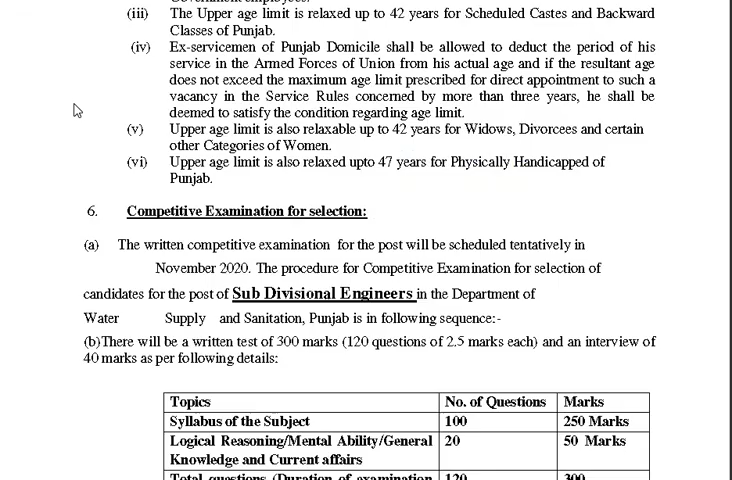 (iii) The Upper age limit is relaxed up to 42 years for Scheduled Castes and Backward
Classes of Punjab.
(iv) Ex-servicemen of Punjab Domicile shall be allowed to deduct the period of his
service in the Armed Forces of Union from his actual age and if the resultant age
does not exceed the maximum age limit prescribed for direct appointment to such a
vacancy in the Service Rules concerned by more than three years, he shall be
deemed to satisfy the condition regarding age limit.
(v) Upper age limit is also relaxable up to 42 years for Widows, Divorcees and certain
other Categories of Women.
(vi) Upper age limit is also relaxed upto 47 years for Physically Handicapped of
Punjab.
6. Competitive Examination for selection:
(a) The written competitive examination for the post will be scheduled tentatively in
November 2020. The procedure for Competitive Examination for selection of
candidates for the post of Sub Divisional Engineers in the Department of
Water Supply and Sanitation, Punjab is in following sequence:-
(b)There will be a written test of 300 marks (120 questions of 2.5 marks each) and an interview of
40 marks as per following details:
Topics No. of Questions Marks
Syllabus of the Subject 100 250 Marks
Logical Reasoning/Mental Ability/General 20 50 Marks
Knowledge and Current affairs
Total questions (Duration of examination 120 300